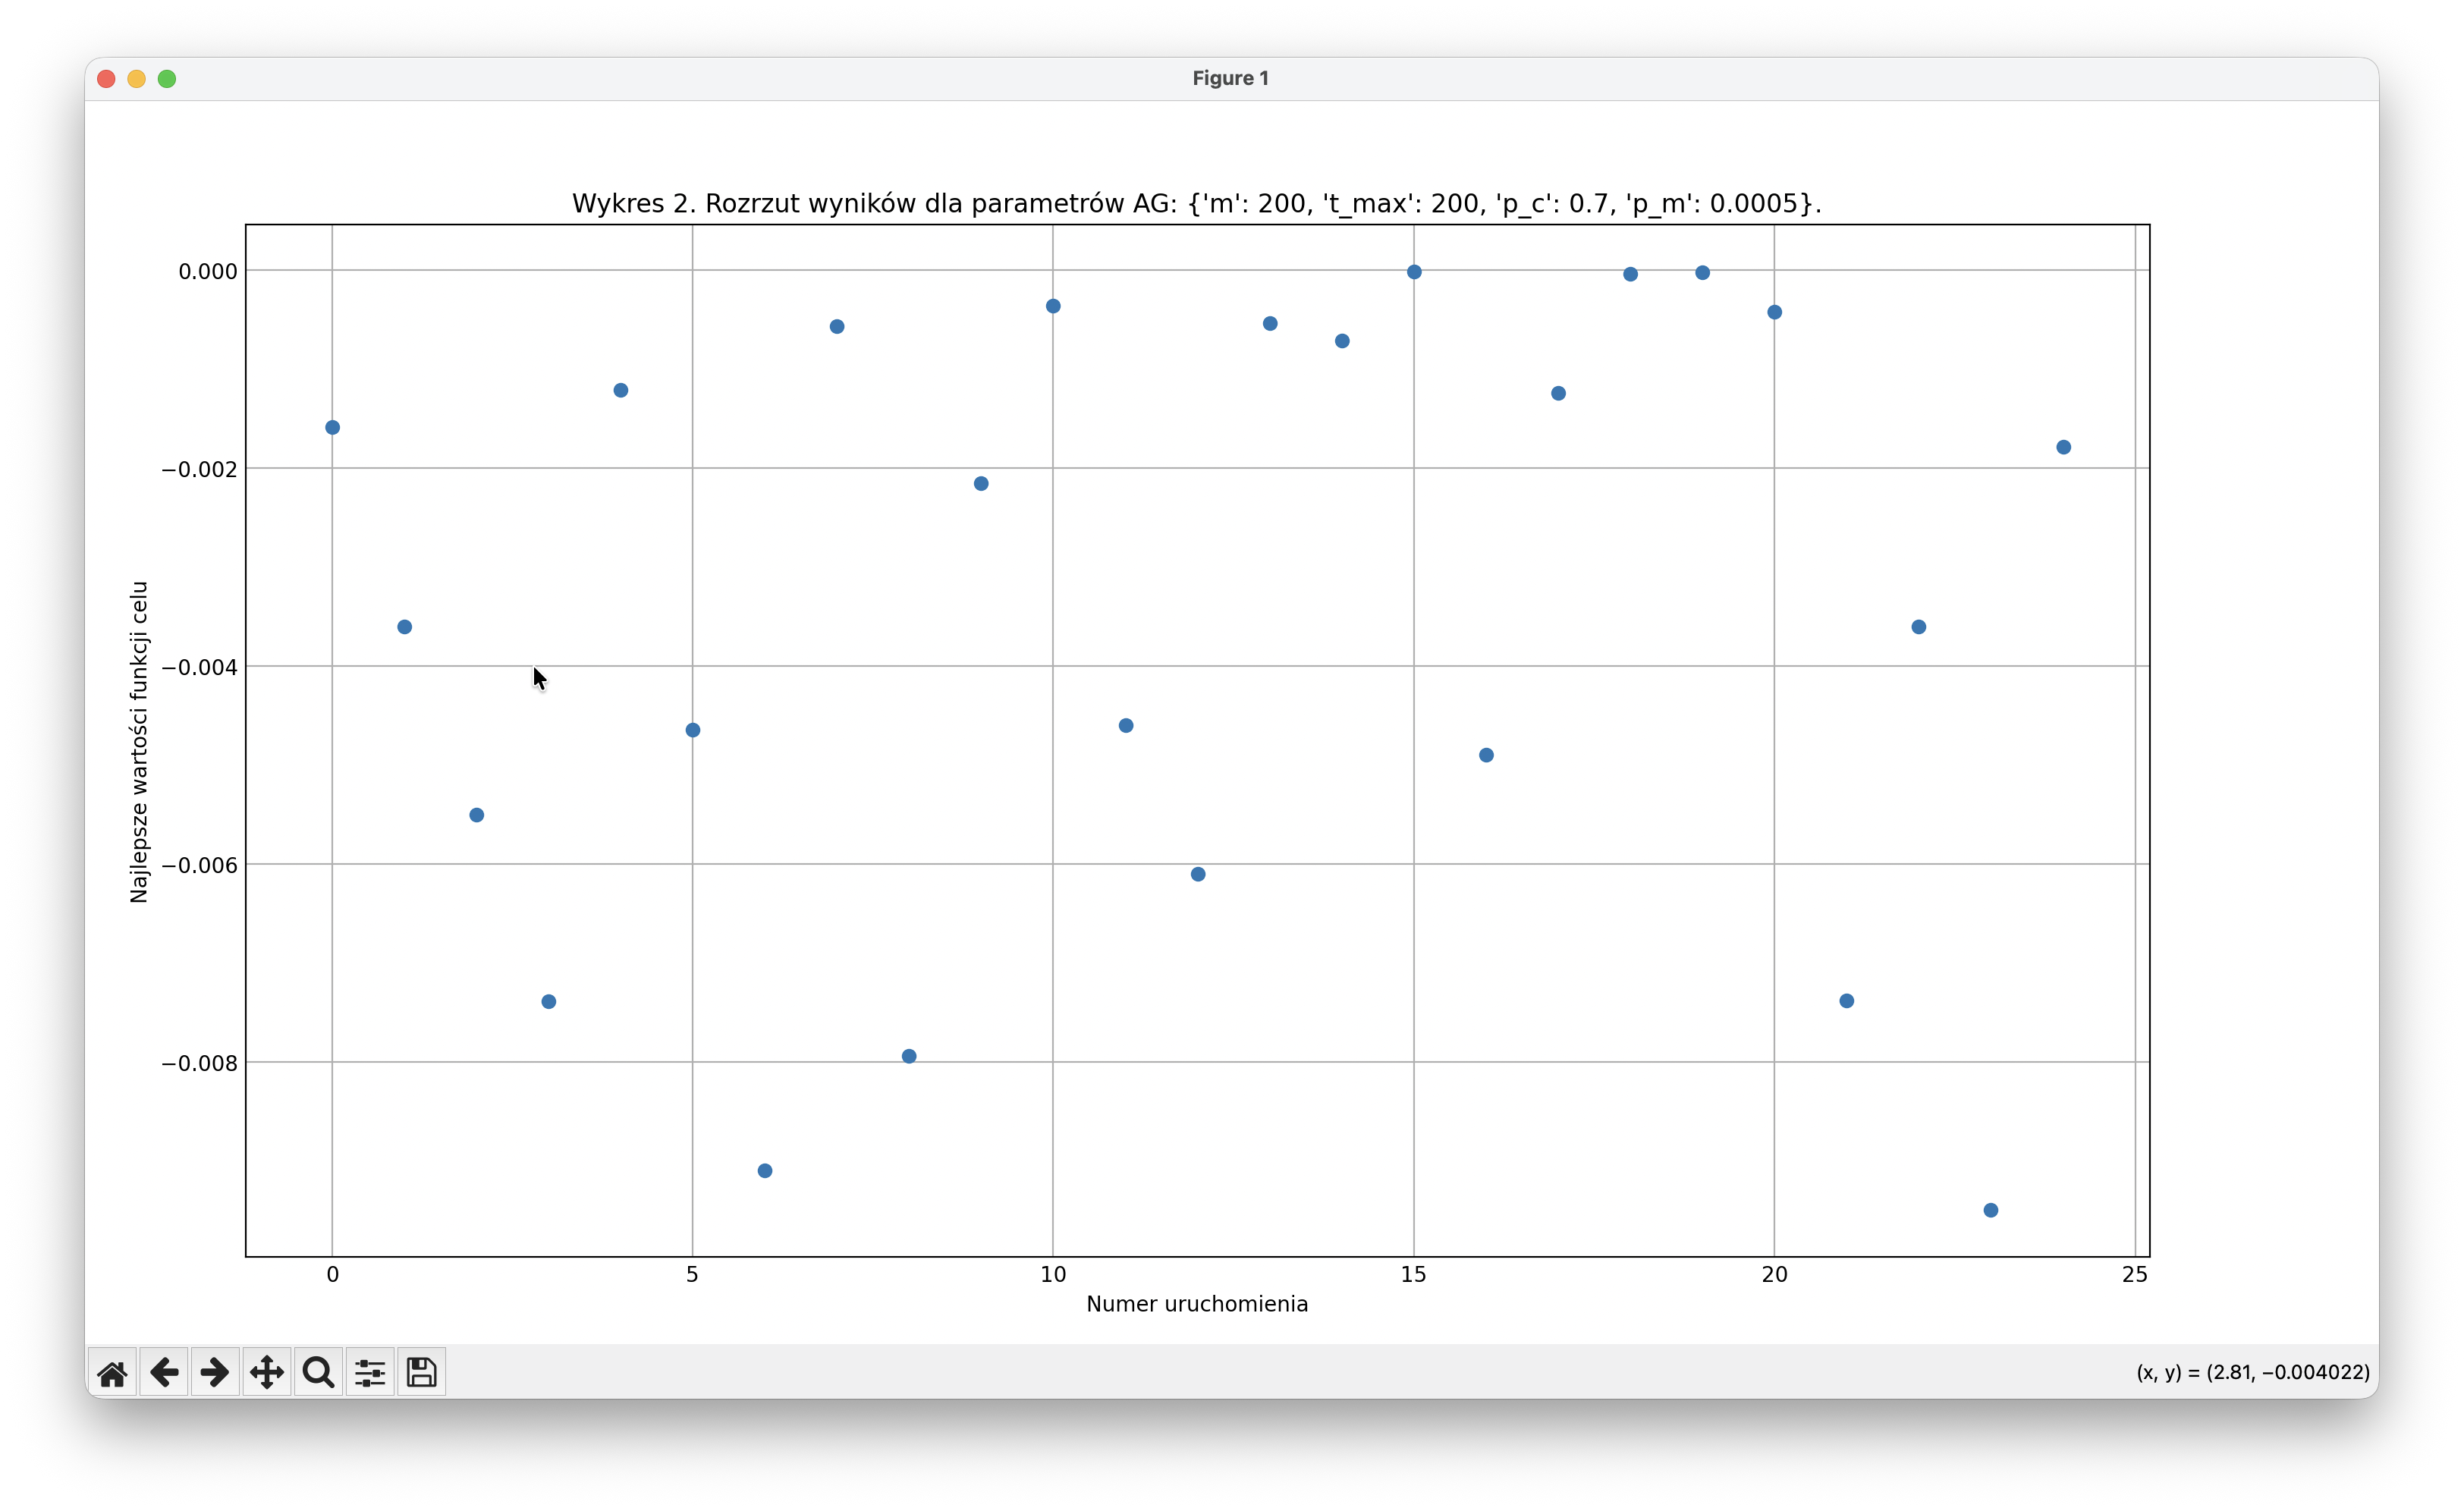 Figure 1
Wykres 2. Rozrzut wyników dla parametrów AG: {'m': 200, 't_max': 200, 'p_c': 0.7, 'p_m': 0.0005}.
Najlepsze wartości funkcji celu
0.000
−0.002
−0.004
−0.006
−0.008
0 5 10 15 20 25
Numer uruchomienia
(x, y) = (2.81, −0.004022)